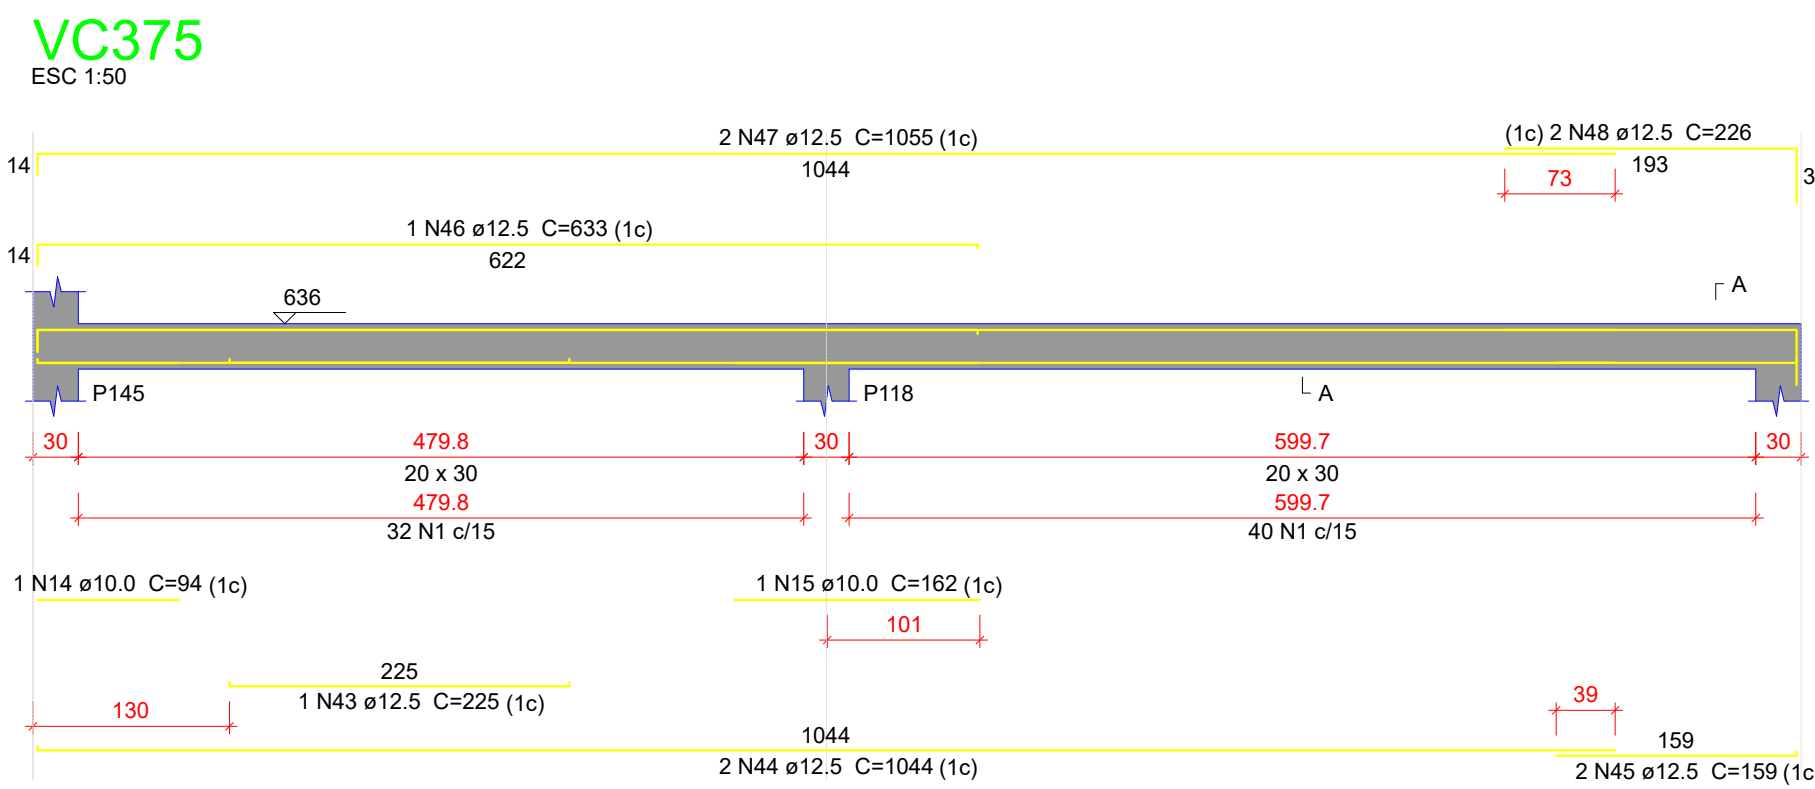 VC375
ESC 1:50
2 N47 ø12.5 C=1055 (1c)
(1c) 2 N48 ø12.5 C=226
14
1044
193
3
73
1 N46 ø12.5 C=633 (1c)
14
622
636
A
P145
P118
A
30
479.8
30
599.7
30
20 x 30
20 x 30
479.8
599.7
32 N1 c/15
40 N1 c/15
1 N14 ø10.0 C=94 (1c)
1 N15 ø10.0 C=162 (1c)
101
225
1 N43 ø12.5 C=225 (1c)
130
39
1044
159
2 N44 ø12.5 C=1044 (1c)
2 N45 ø12.5 C=159 (1c